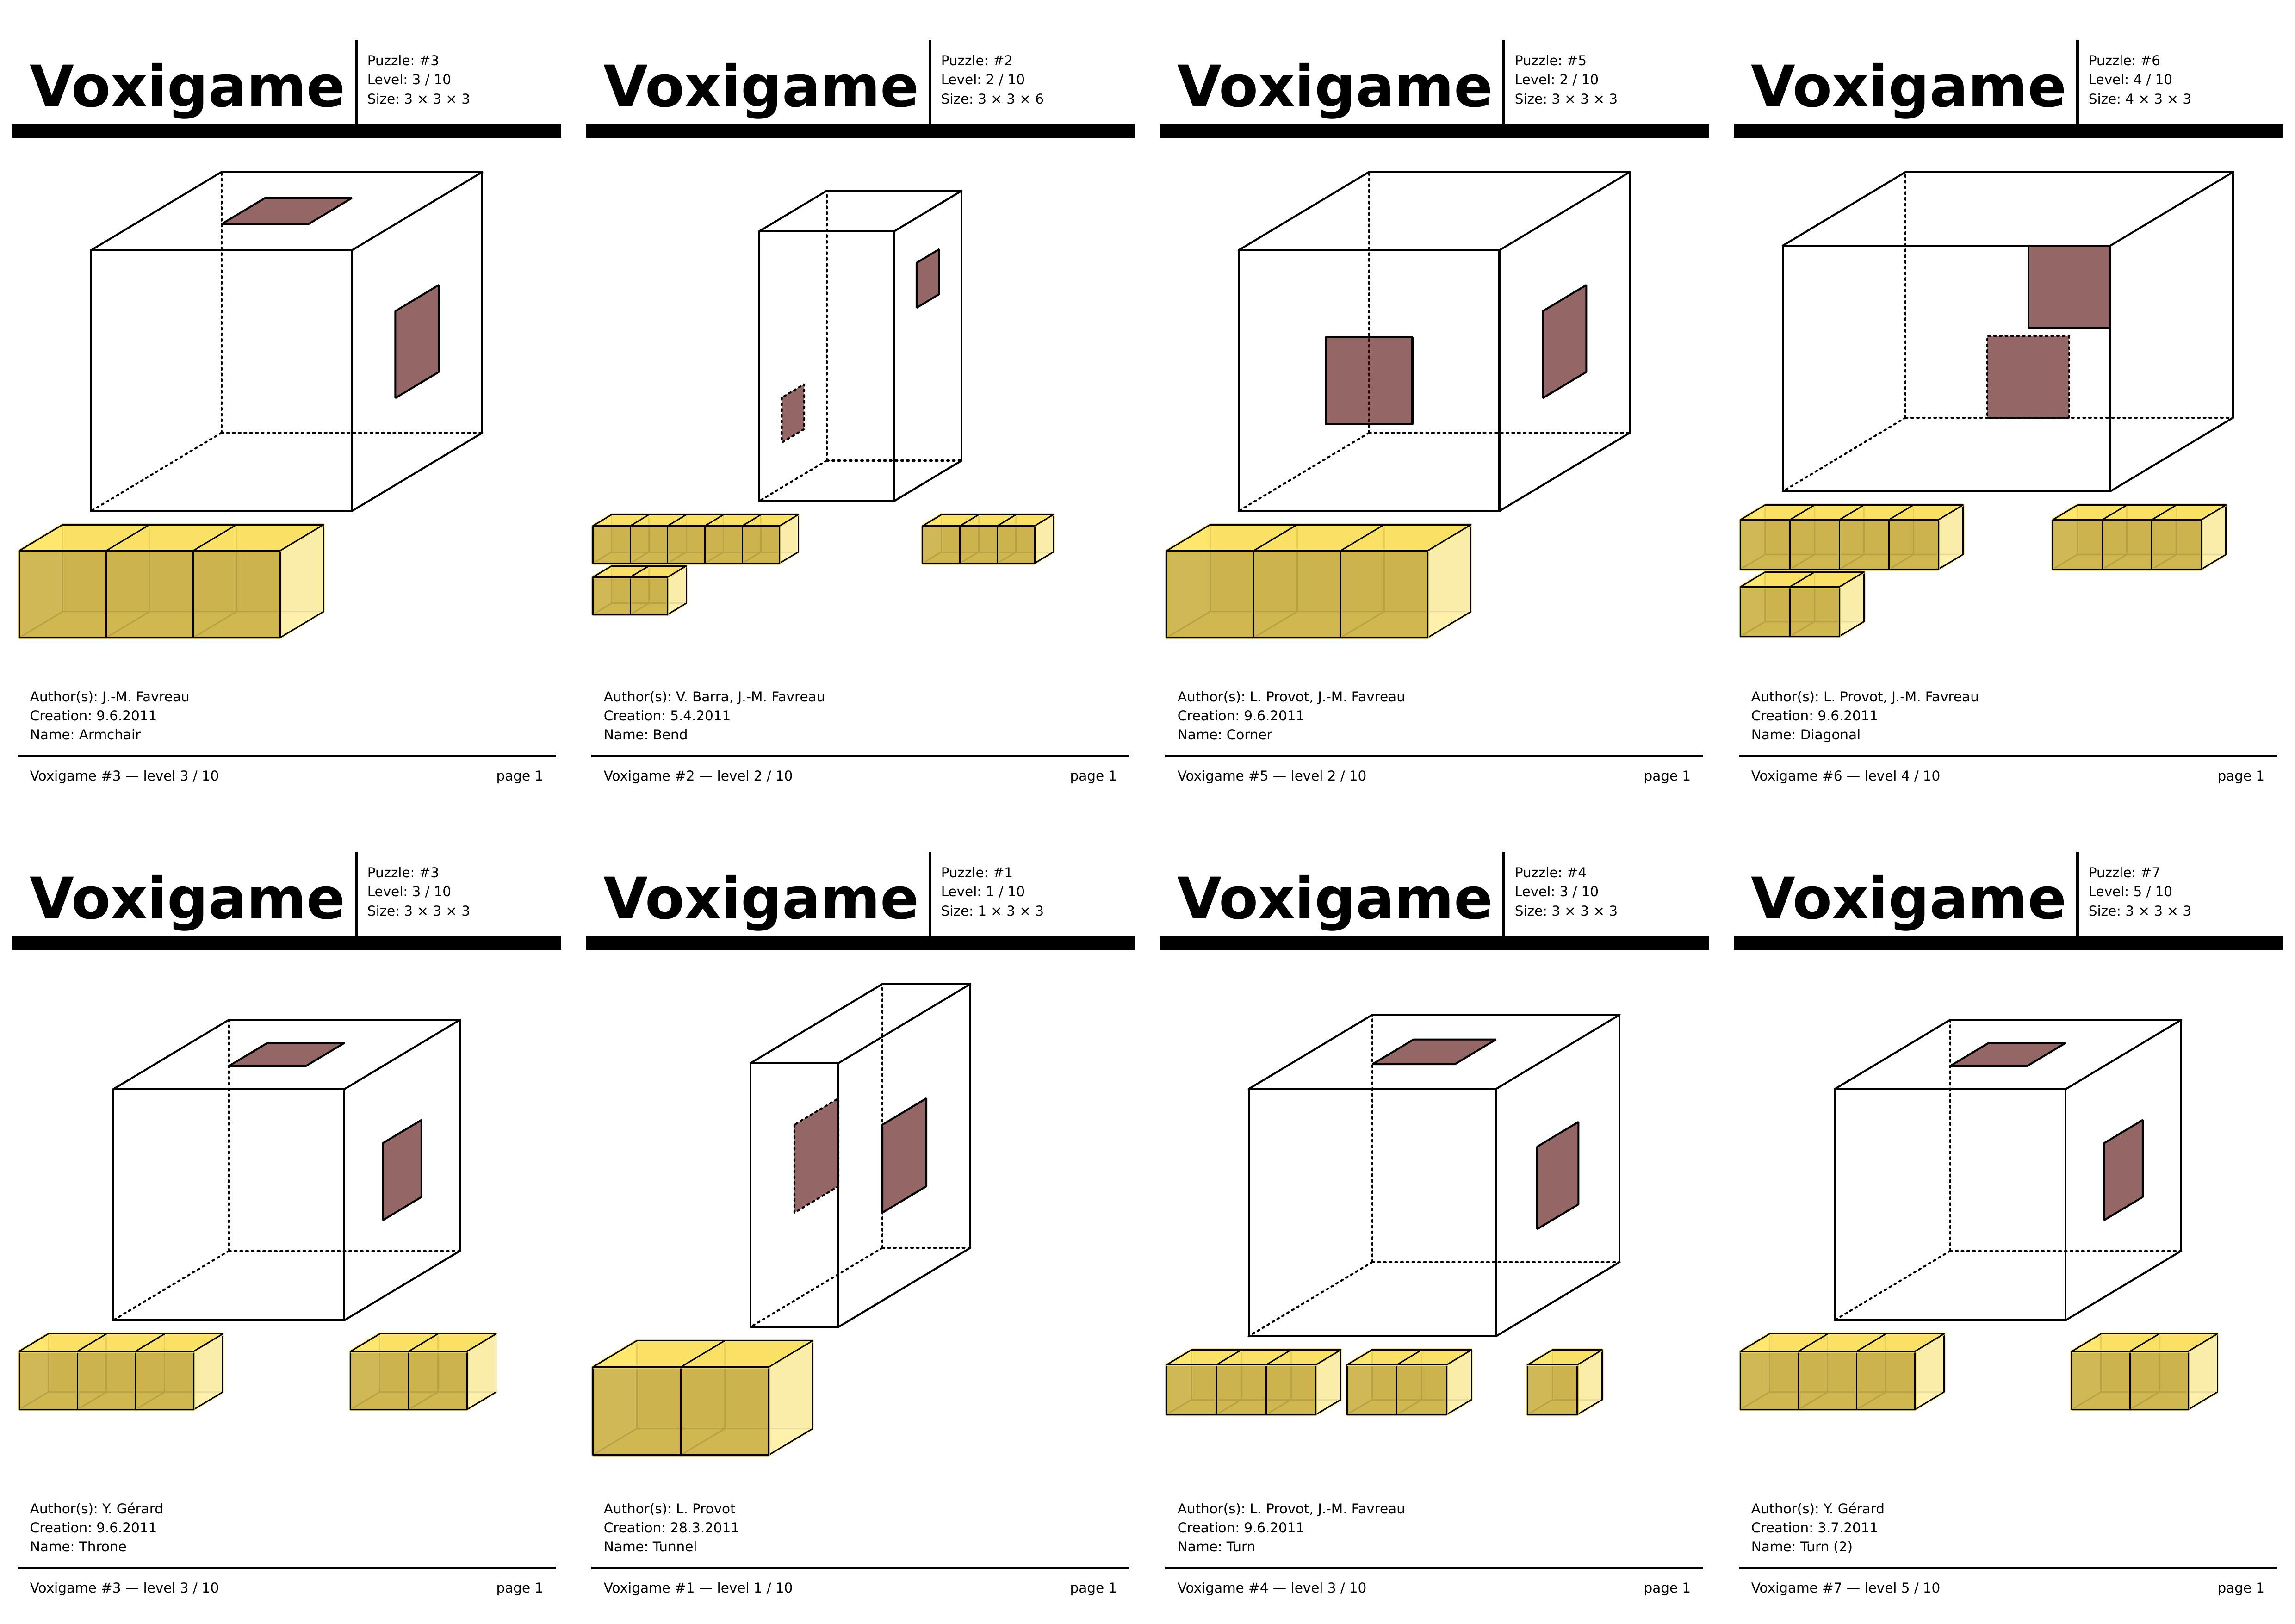 Voxigame
Puzzle: #3
Level: 3 / 10
Size: 3 × 3 × 3
Author(s): J.-M. Favreau
Creation: 9.6.2011
Name: Armchair
Voxigame #3 — level 3 / 10 page 1
Voxigame
Puzzle: #2
Level: 2 / 10
Size: 3 × 3 × 6
Author(s): V. Barra, J.-M. Favreau
Creation: 5.4.2011
Name: Bend
Voxigame #2 — level 2 / 10 page 1
Voxigame
Puzzle: #5
Level: 2 / 10
Size: 3 × 3 × 3
Author(s): L. Provot, J.-M. Favreau
Creation: 9.6.2011
Name: Corner
Voxigame #5 — level 2 / 10 page 1
Voxigame
Puzzle: #6
Level: 4 / 10
Size: 4 × 3 × 3
Author(s): L. Provot, J.-M. Favreau
Creation: 9.6.2011
Name: Diagonal
Voxigame #6 — level 4 / 10 page 1
Voxigame
Puzzle: #3
Level: 3 / 10
Size: 3 × 3 × 3
Author(s): Y. Gérard
Creation: 9.6.2011
Name: Throne
Voxigame #3 — level 3 / 10 page 1
Voxigame
Puzzle: #1
Level: 1 / 10
Size: 1 × 3 × 3
Author(s): L. Provot
Creation: 28.3.2011
Name: Tunnel
Voxigame #1 — level 1 / 10 page 1
Voxigame
Puzzle: #4
Level: 3 / 10
Size: 3 × 3 × 3
Author(s): L. Provot, J.-M. Favreau
Creation: 9.6.2011
Name: Turn
Voxigame #4 — level 3 / 10 page 1
Voxigame
Puzzle: #7
Level: 5 / 10
Size: 3 × 3 × 3
Author(s): Y. Gérard
Creation: 3.7.2011
Name: Turn (2)
Voxigame #7 — level 5 / 10 page 1